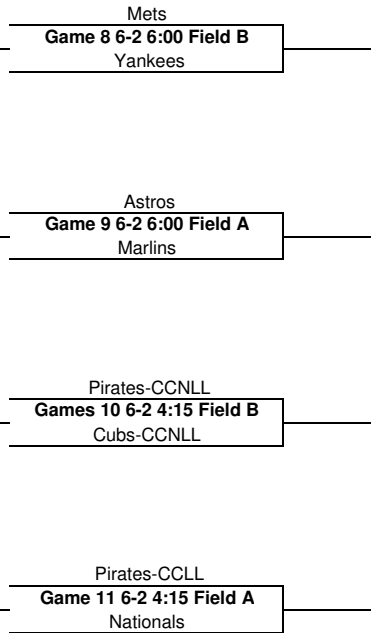 Mets
Game 8 6-2 6:00 Field B
Yankees
Astros
Game 9 6-2 6:00 Field A
Marlins
Pirates-CCNLL
Games 10 6-2 4:15 Field B
Cubs-CCNLL
Pirates-CCLL
Game 11 6-2 4:15 Field A
Nationals